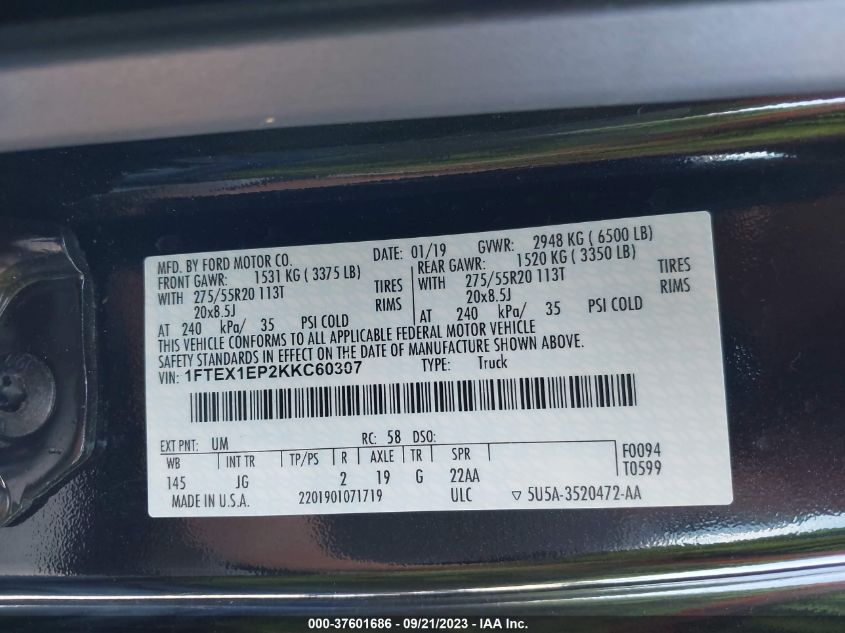 MFD. BY FORD MOTOR CO.
DATE: 01/19 GVWR: 2948 KG ( 6500 LB)
FRONT GAWR: 1531 KG ( 3375 LB)
REAR GAWR: 1520 KG ( 3350 LB)
WITH 275/55R20 113T TIRES
WITH 275/55R20 113T TIRES
20x8.5J RIMS
20x8.5J RIMS
AT 240 kPa/ 35 PSI COLD
AT 240 kPa/ 35 PSI COLD
THIS VEHICLE CONFORMS TO ALL APPLICABLE FEDERAL MOTOR VEHICLE
SAFETY STANDARDS IN EFFECT ON THE DATE OF MANUFACTURE SHOWN ABOVE.
VIN: 1FTEX1EP2KKC60307
TYPE: Truck
EXT PNT: UM RC: 58 DSO:
WB INT TR TP/PS R AXLE TR SPR F0094
145 JG 2 19 G 22AA T0599
MADE IN U.S.A. 2201901071719 ULC ▽ 5U5A-3520472-AA
000-37601686 - 09/21/2023 - IAA Inc.